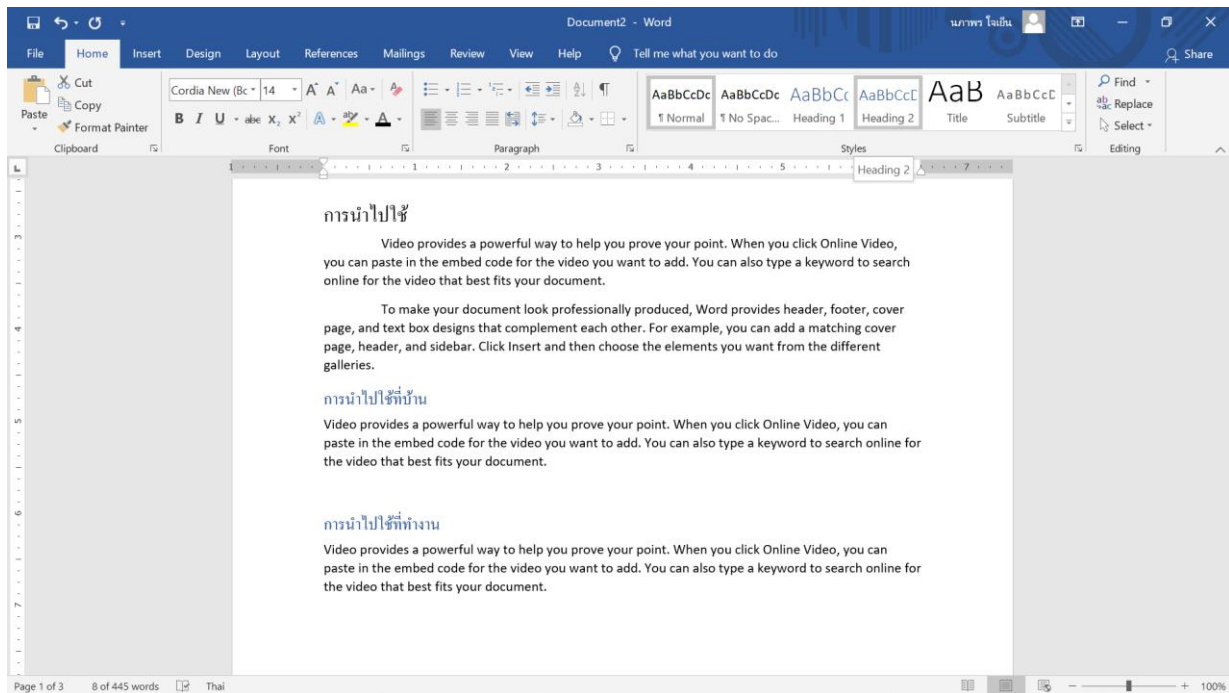 Document2 - Word
นภาพร ใจเย็น
File Home Insert Design Layout References Mailings Review View Help Tell me what you want to do Share
Cut
Copy
Format Painter
Paste
Clipboard
Cordia New (Bc 14
Font
Paragraph
AaBbCcDc AaBbCcDc AaBbCc AaBbCcD AaB AaBbCcD
¶ Normal ¶ No Spac... Heading 1 Heading 2 Title Subtitle
Styles
Find
Replace
Select
Editing
Heading 2
การนำไปใช้
Video provides a powerful way to help you prove your point. When you click Online Video,
you can paste in the embed code for the video you want to add. You can also type a keyword to search
online for the video that best fits your document.
To make your document look professionally produced, Word provides header, footer, cover
page, and text box designs that complement each other. For example, you can add a matching cover
page, header, and sidebar. Click Insert and then choose the elements you want from the different
galleries.
การนำไปใช้ที่บ้าน
Video provides a powerful way to help you prove your point. When you click Online Video, you can
paste in the embed code for the video you want to add. You can also type a keyword to search online for
the video that best fits your document.
การนำไปใช้ที่ทำงาน
Video provides a powerful way to help you prove your point. When you click Online Video, you can
paste in the embed code for the video you want to add. You can also type a keyword to search online for
the video that best fits your document.
Page 1 of 3 8 of 445 words Thai 100%